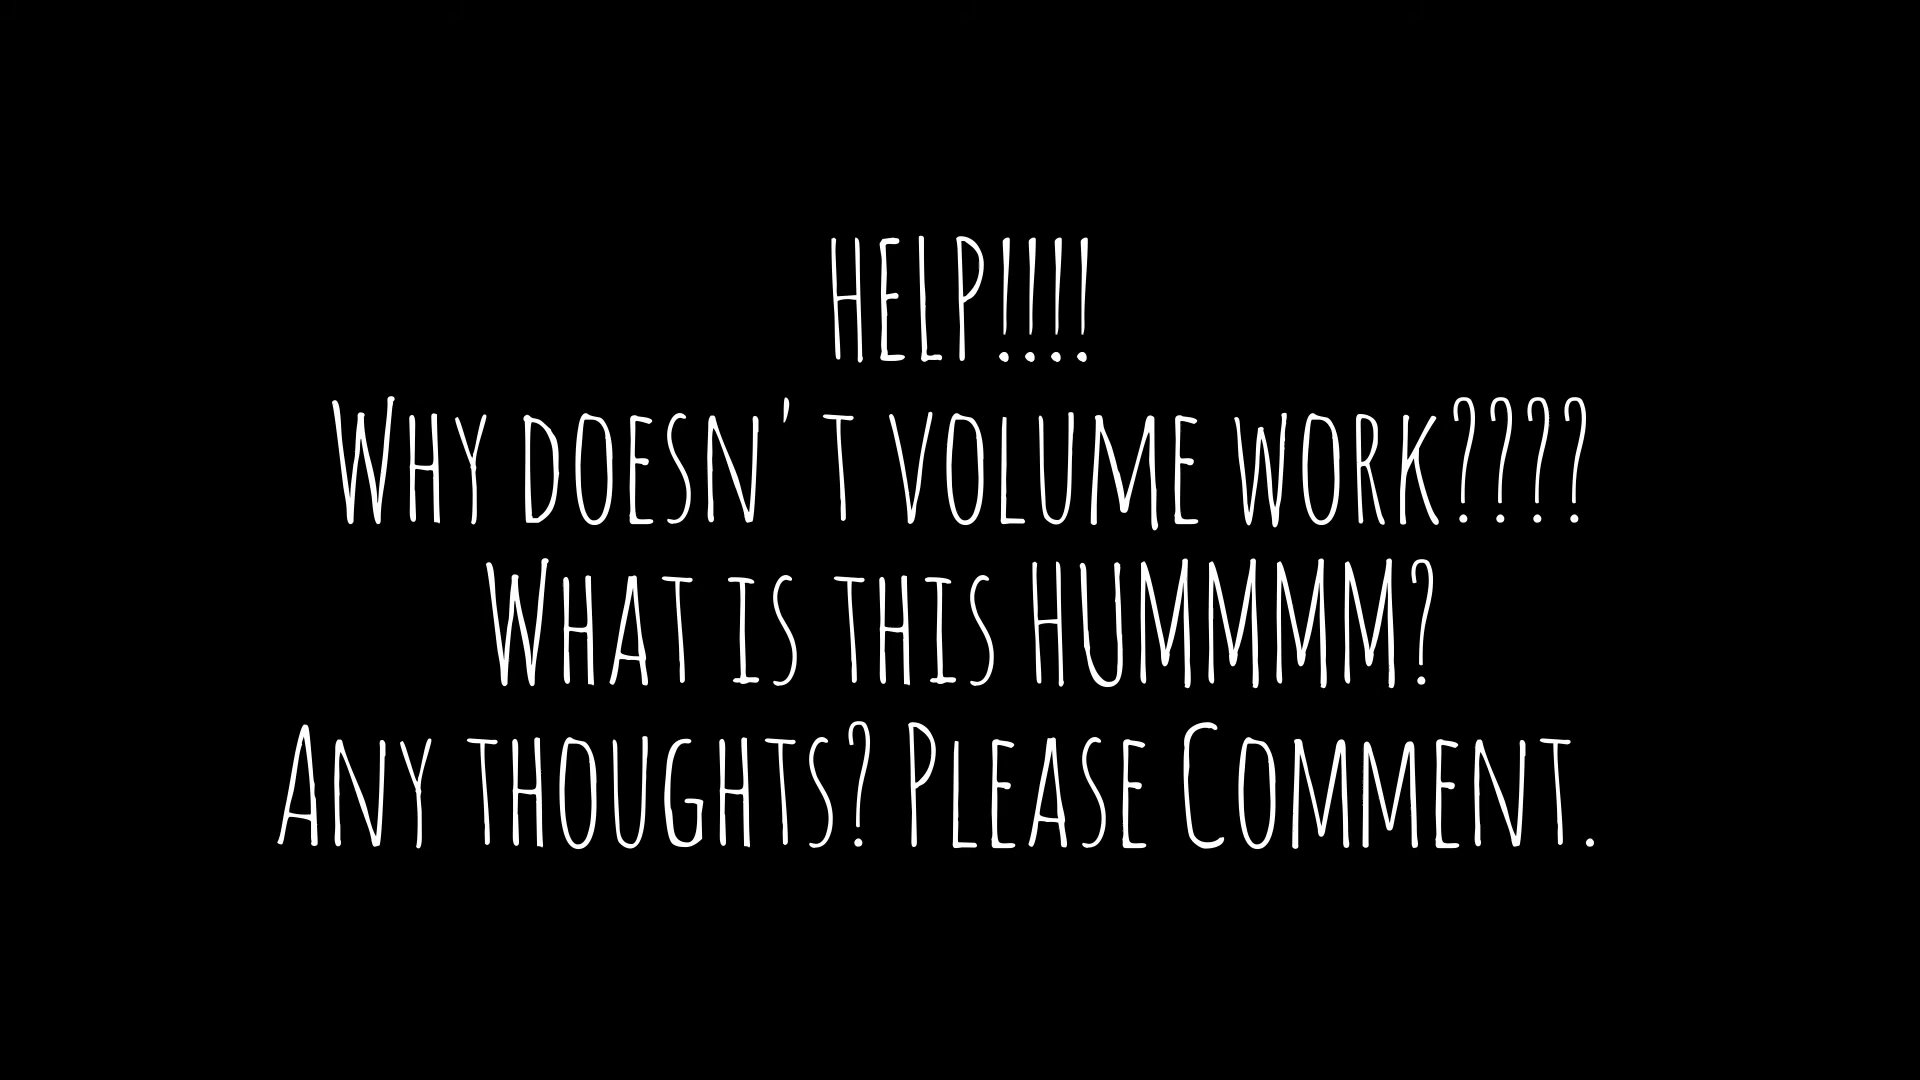 HELP!!!!
Why doesn't volume work????
What is this HUMMMM?
Any thoughts? Please Comment.